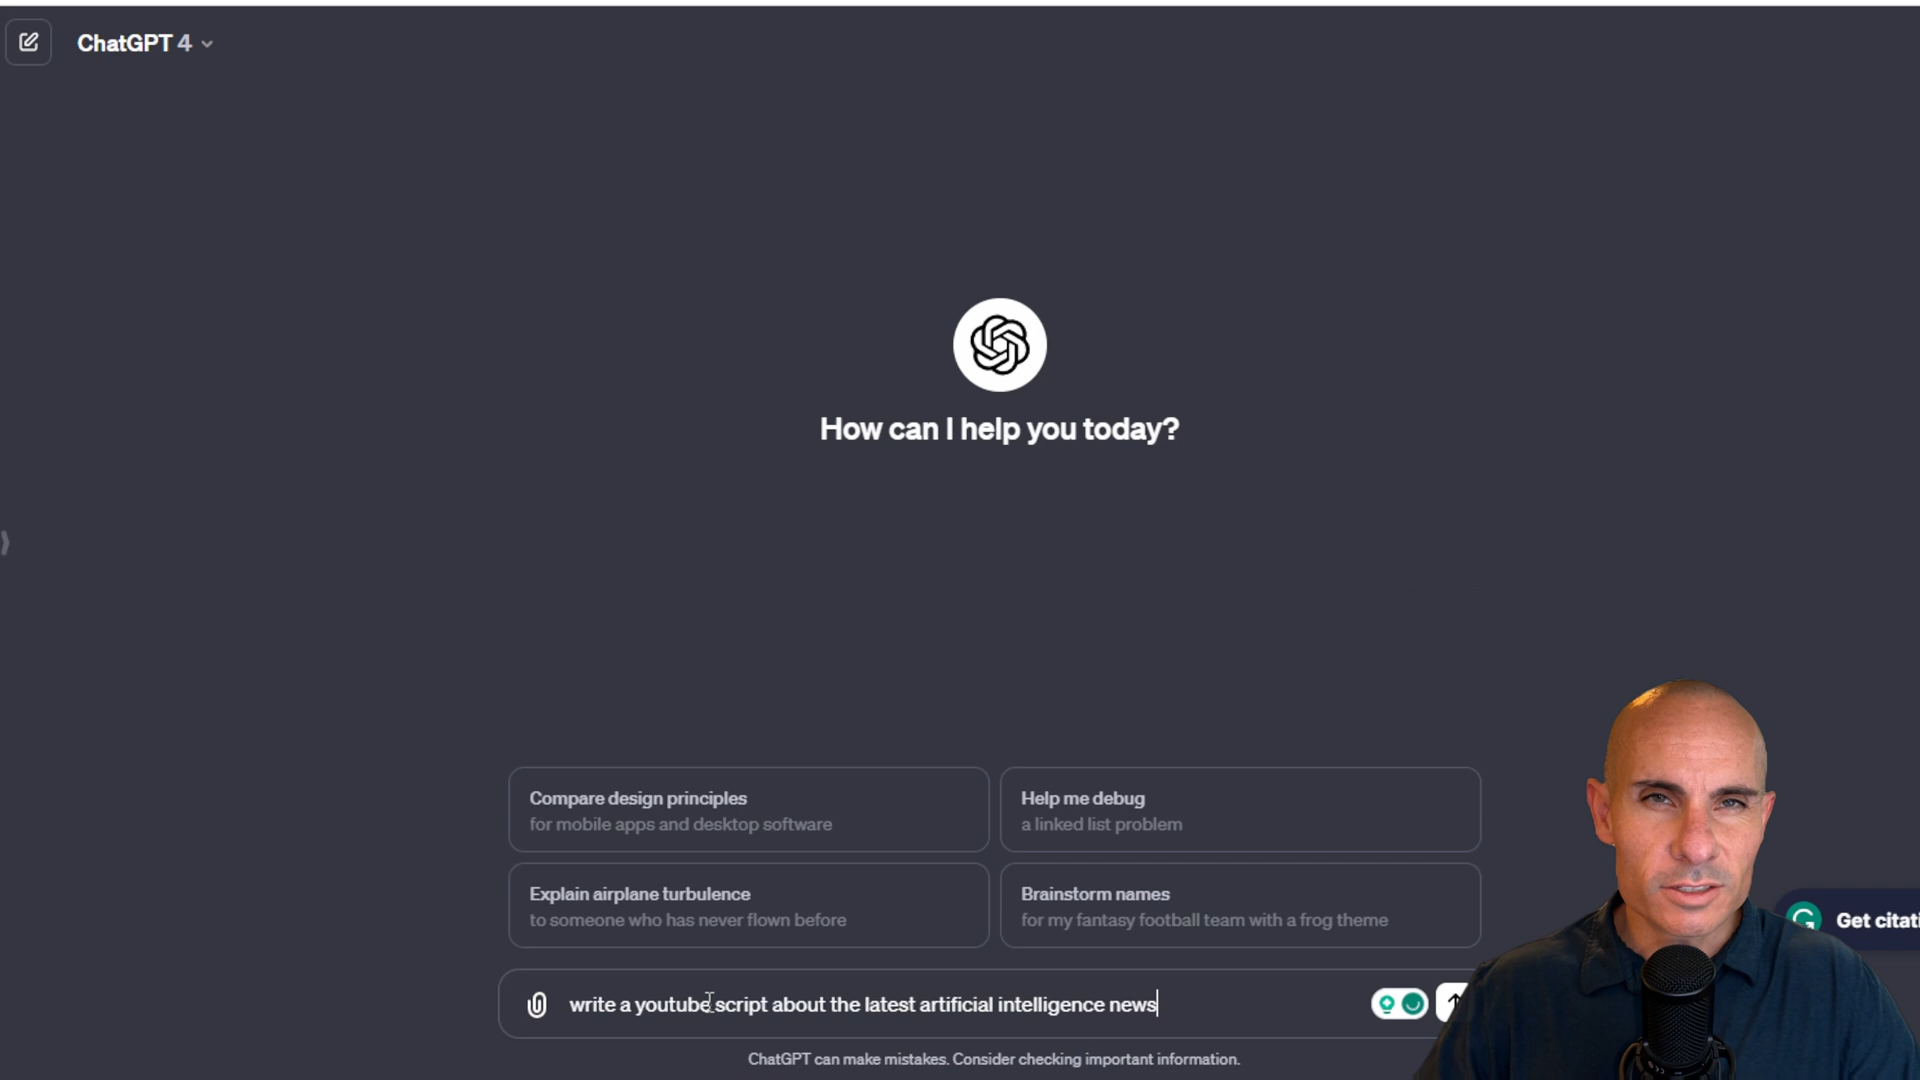 ChatGPT 4
How can I help you today?
Compare design principles
for mobile apps and desktop software
Help me debug
a linked list problem
Explain airplane turbulence
to someone who has never flown before
Brainstorm names
for my fantasy football team with a frog theme
Get citati
write a youtube script about the latest artificial intelligence news
ChatGPT can make mistakes. Consider checking important information.